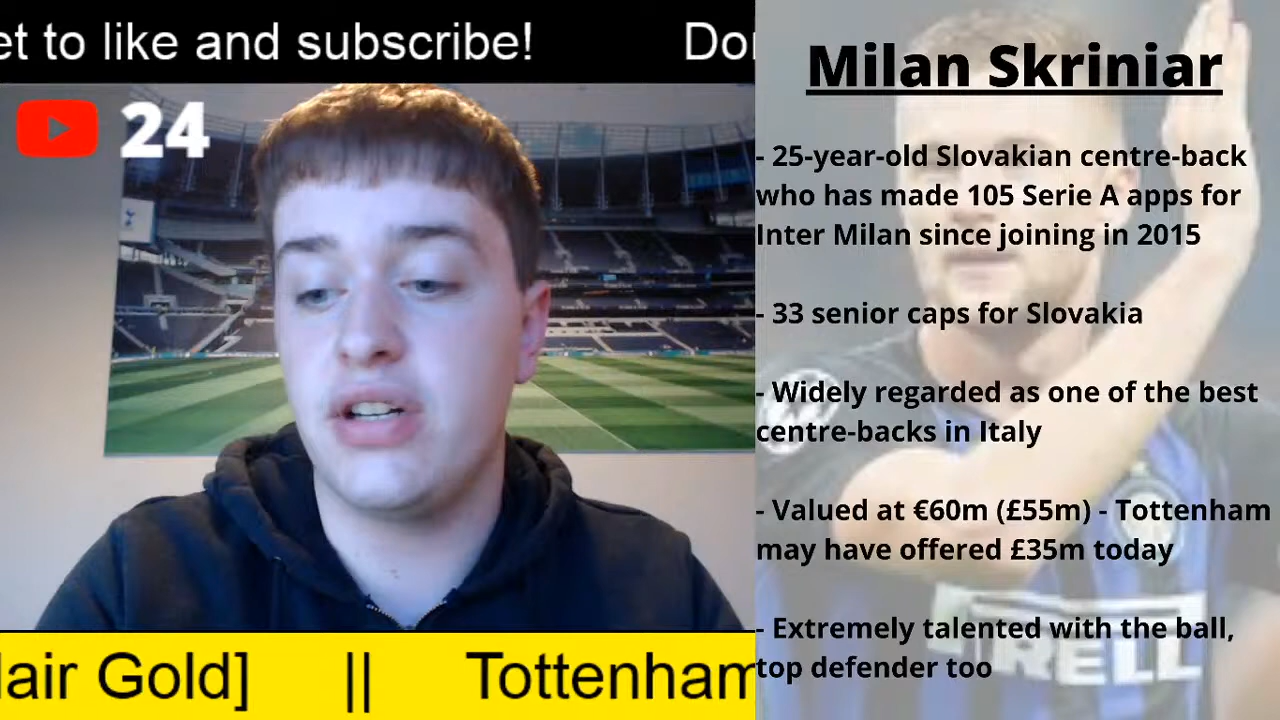 et to like and subscribe! Don
24
Milan Skriniar
- 25-year-old Slovakian centre-back
who has made 105 Serie A apps for
Inter Milan since joining in 2015
- 33 senior caps for Slovakia
- Widely regarded as one of the best
centre-backs in Italy
- Valued at €60m (£55m) - Tottenham
may have offered £35m today
- Extremely talented with the ball,
top defender too
RELL
lair Gold] || Tottenham